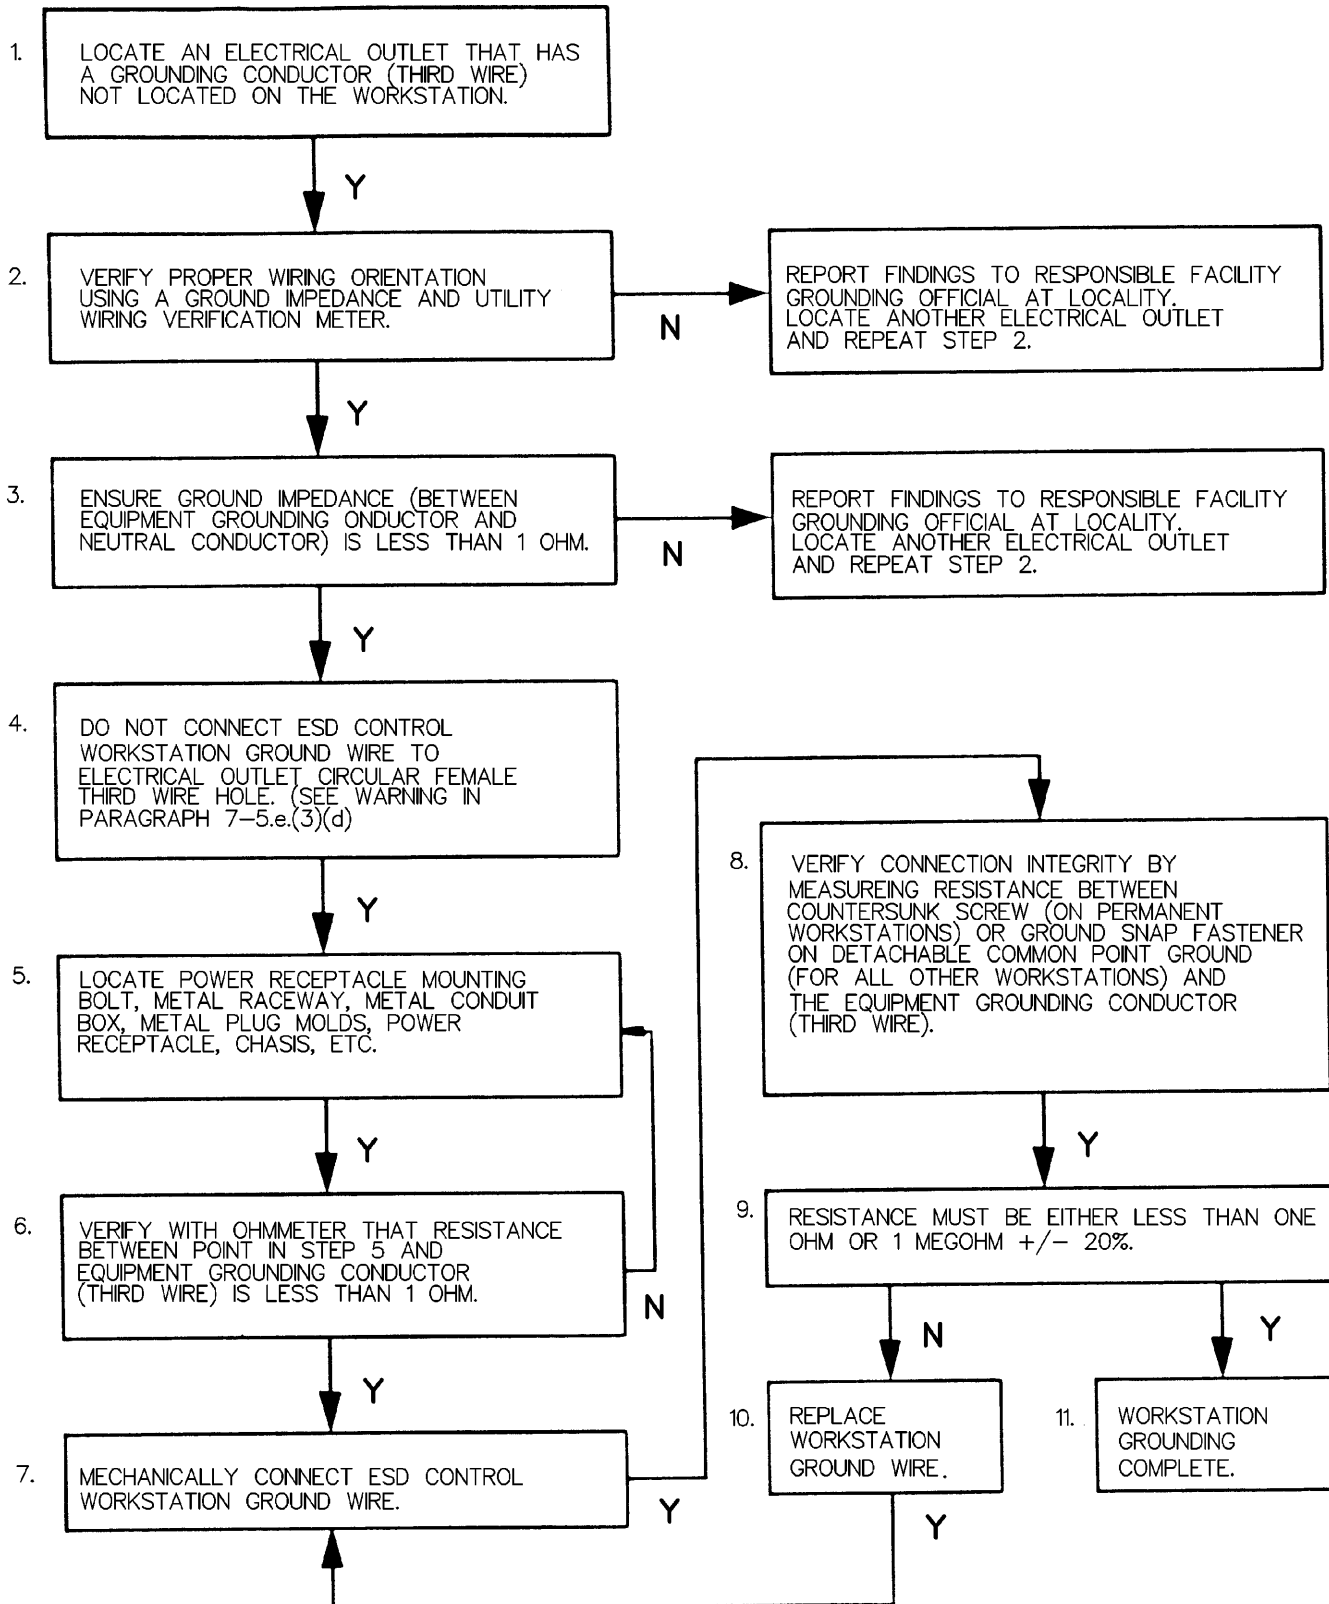 1.
LOCATE AN ELECTRICAL OUTLET THAT HAS
A GROUNDING CONDUCTOR (THIRD WIRE)
NOT LOCATED ON THE WORKSTATION.
Y
2.
VERIFY PROPER WIRING ORIENTATION
USING A GROUND IMPEDANCE AND UTILITY
WIRING VERIFICATION METER.
N
REPORT FINDINGS TO RESPONSIBLE FACILITY
GROUNDING OFFICIAL AT LOCALITY.
LOCATE ANOTHER ELECTRICAL OUTLET
AND REPEAT STEP 2.
Y
3.
ENSURE GROUND IMPEDANCE (BETWEEN
EQUIPMENT GROUNDING ONDUCTOR AND
NEUTRAL CONDUCTOR) IS LESS THAN 1 OHM.
N
REPORT FINDINGS TO RESPONSIBLE FACILITY
GROUNDING OFFICIAL AT LOCALITY.
LOCATE ANOTHER ELECTRICAL OUTLET
AND REPEAT STEP 2.
Y
4.
DO NOT CONNECT ESD CONTROL
WORKSTATION GROUND WIRE TO
ELECTRICAL OUTLET CIRCULAR FEMALE
THIRD WIRE HOLE. (SEE WARNING IN
PARAGRAPH 7-5.e.(3)(d)
Y
5.
LOCATE POWER RECEPTACLE MOUNTING
BOLT, METAL RACEWAY, METAL CONDUIT
BOX, METAL PLUG MOLDS, POWER
RECEPTACLE, CHASIS, ETC.
Y
6.
VERIFY WITH OHMMETER THAT RESISTANCE
BETWEEN POINT IN STEP 5 AND
EQUIPMENT GROUNDING CONDUCTOR
(THIRD WIRE) IS LESS THAN 1 OHM.
N
Y
7.
MECHANICALLY CONNECT ESD CONTROL
WORKSTATION GROUND WIRE.
Y
8.
VERIFY CONNECTION INTEGRITY BY
MEASUREING RESISTANCE BETWEEN
COUNTERSUNK SCREW (ON PERMANENT
WORKSTATIONS) OR GROUND SNAP FASTENER
ON DETACHABLE COMMON POINT GROUND
(FOR ALL OTHER WORKSTATIONS) AND
THE EQUIPMENT GROUNDING CONDUCTOR
(THIRD WIRE).
Y
9.
RESISTANCE MUST BE EITHER LESS THAN ONE
OHM OR 1 MEGOHM +/- 20%.
N
Y
10.
REPLACE
WORKSTATION
GROUND WIRE.
Y
11.
WORKSTATION
GROUNDING
COMPLETE.